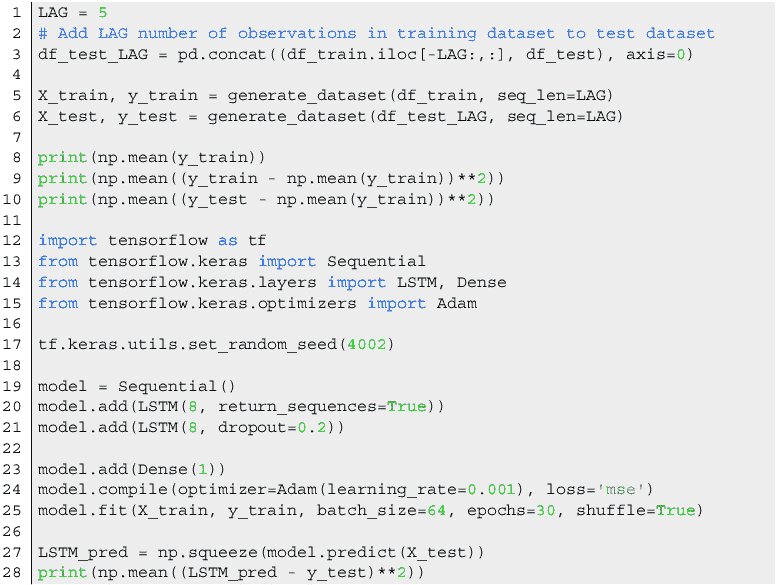 1 LAG = 5
2 # Add LAG number of observations in training dataset to test dataset
3 df_test_LAG = pd.concat((df_train.iloc[-LAG:,:], df_test), axis=0)
4
5 X_train, y_train = generate_dataset(df_train, seq_len=LAG)
6 X_test, y_test = generate_dataset(df_test_LAG, seq_len=LAG)
7
8 print(np.mean(y_train))
9 print(np.mean((y_train - np.mean(y_train))**2))
10 print(np.mean((y_test - np.mean(y_train))**2))
11
12 import tensorflow as tf
13 from tensorflow.keras import Sequential
14 from tensorflow.keras.layers import LSTM, Dense
15 from tensorflow.keras.optimizers import Adam
16
17 tf.keras.utils.set_random_seed(4002)
18
19 model = Sequential()
20 model.add(LSTM(8, return_sequences=True))
21 model.add(LSTM(8, dropout=0.2))
22
23 model.add(Dense(1))
24 model.compile(optimizer=Adam(learning_rate=0.001), loss='mse')
25 model.fit(X_train, y_train, batch_size=64, epochs=30, shuffle=True)
26
27 LSTM_pred = np.squeeze(model.predict(X_test))
28 print(np.mean((LSTM_pred - y_test)**2))